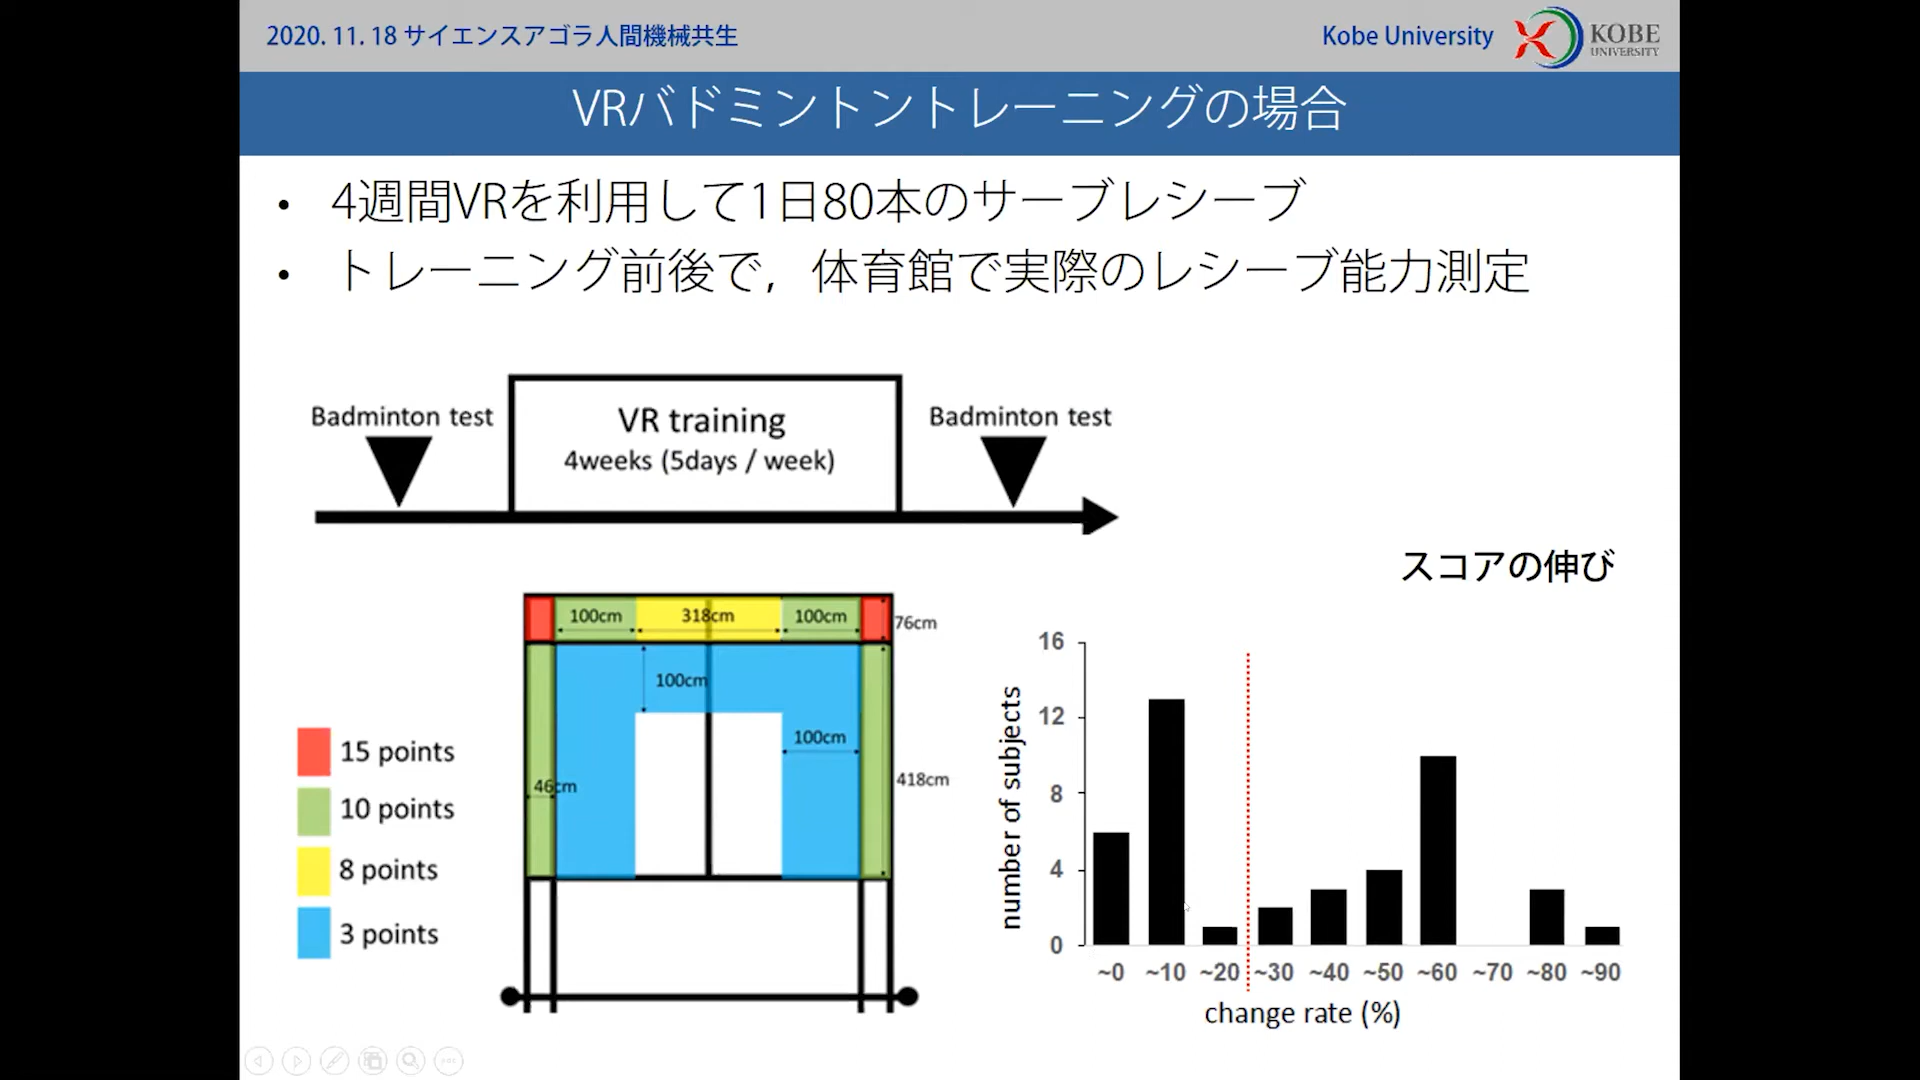 2020. 11. 18 サイエンスアゴラ人間機械共生
Kobe University
KOBE
UNIVERSITY
VRバドミントントレーニングの場合
• 4週間VRを利用して1日80本のサーブレシーブ
• トレーニング前後で，体育館で実際のレシーブ能力測定
Badminton test
VR training
4weeks (5days / week)
Badminton test
スコアの伸び
100cm
318cm
100cm
76cm
100cm
100cm
46cm
418cm
15 points
10 points
8 points
3 points
number of subjects
16
12
8
4
0
~0 ~10 ~20 ~30 ~40 ~50 ~60 ~70 ~80 ~90
change rate (%)